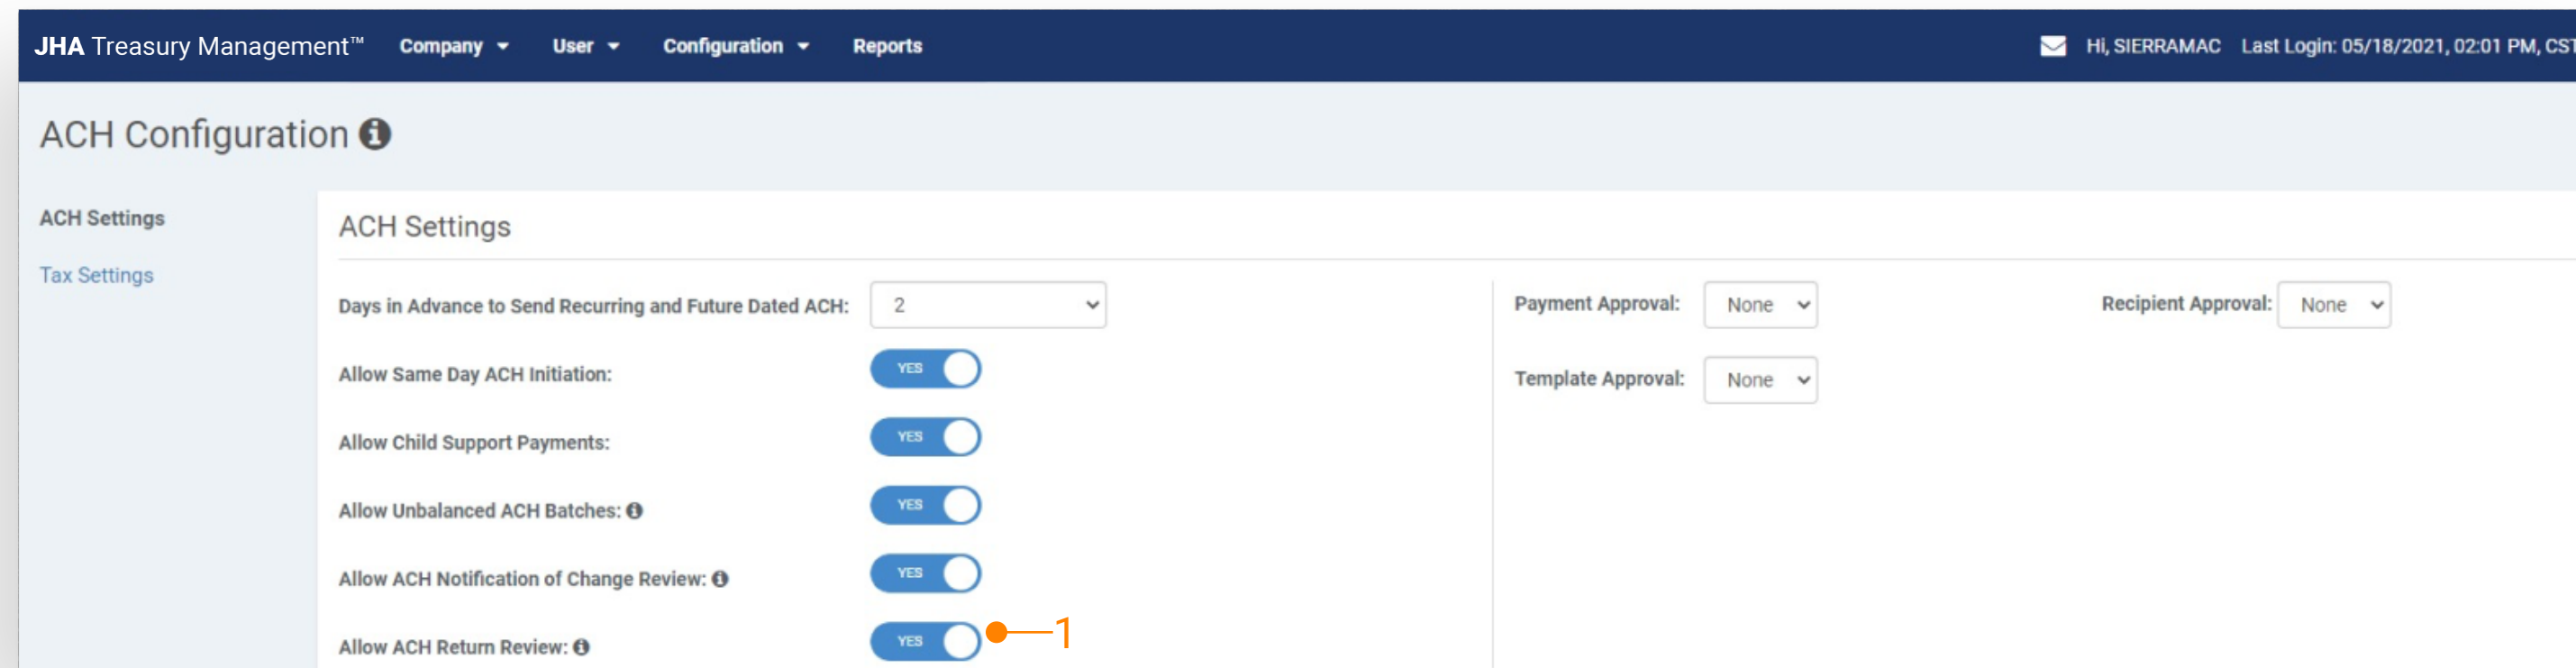 JHA Treasury Management™ Company User Configuration Reports Hi, SIERRAMAC Last Login: 05/18/2021, 02:01 PM, CST
ACH Configuration
ACH Settings
Tax Settings
ACH Settings
Days in Advance to Send Recurring and Future Dated ACH: 2
Allow Same Day ACH Initiation: YES
Allow Child Support Payments: YES
Allow Unbalanced ACH Batches: YES
Allow ACH Notification of Change Review: YES
Allow ACH Return Review: YES 1
Payment Approval: None Recipient Approval: None
Template Approval: None